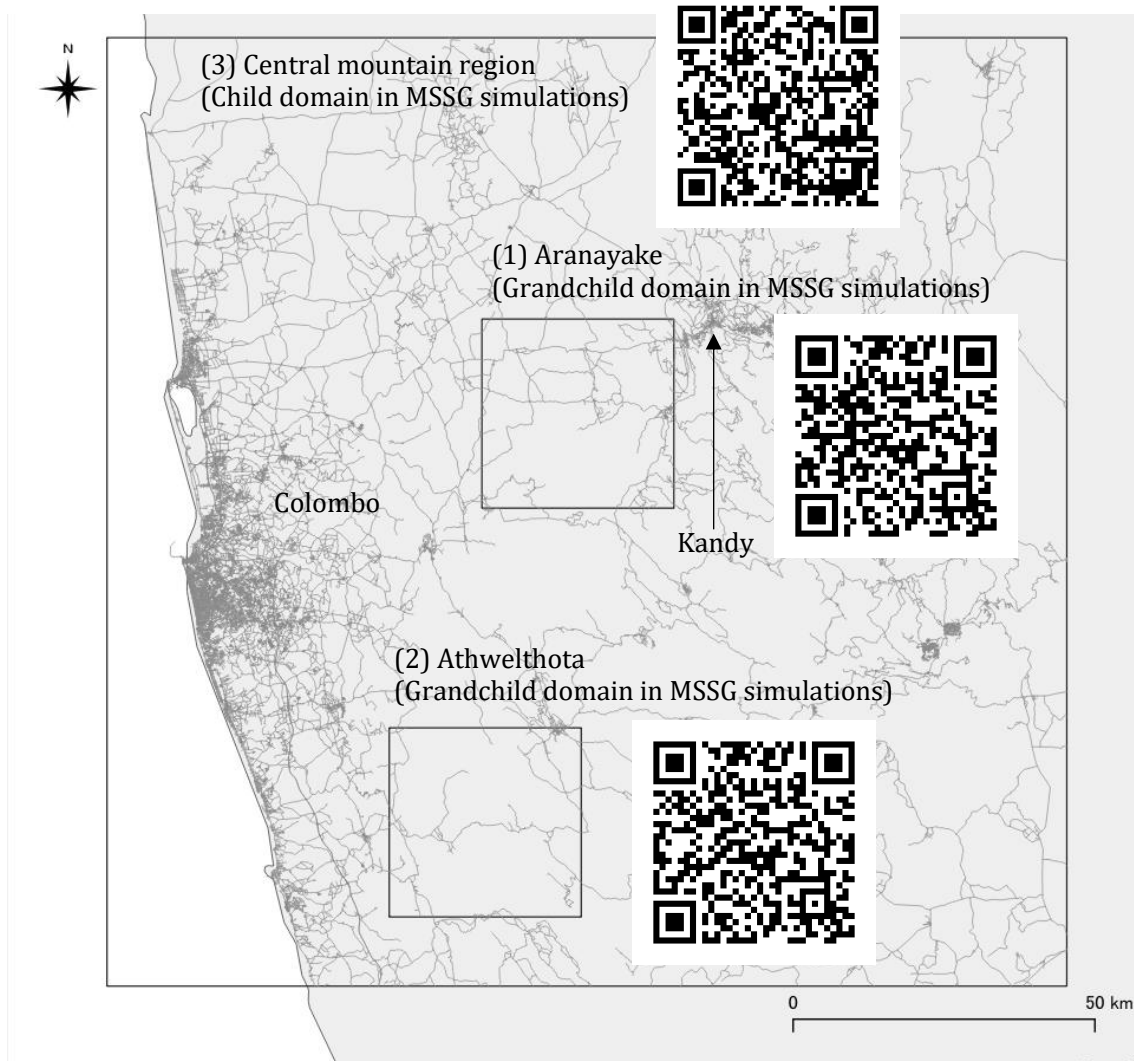 N
(3) Central mountain region
(Child domain in MSSG simulations)
(1) Aranayake
(Grandchild domain in MSSG simulations)
Colombo
Kandy
(2) Athwelthota
(Grandchild domain in MSSG simulations)
0 50 km